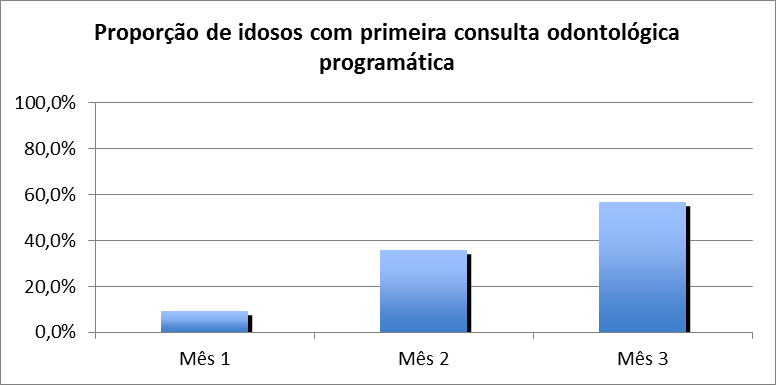 Proporção de idosos com primeira consulta odontológica
programática
100,0%
80,0%
60,0%
40,0%
20,0%
0,0%
Mês 1
Mês 2
Mês 3